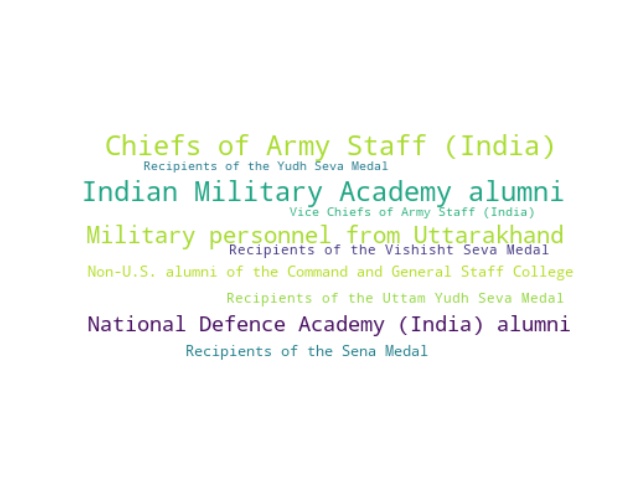 Chiefs of Army Staff (India)
Recipients of the Yudh Seva Medal
Indian Military Academy alumni
Vice Chiefs of Army Staff (India)
Military personnel from Uttarakhand
Recipients of the Vishisht Seva Medal
Non-U.S. alumni of the Command and General Staff College
Recipients of the Uttam Yudh Seva Medal
National Defence Academy (India) alumni
Recipients of the Sena Medal